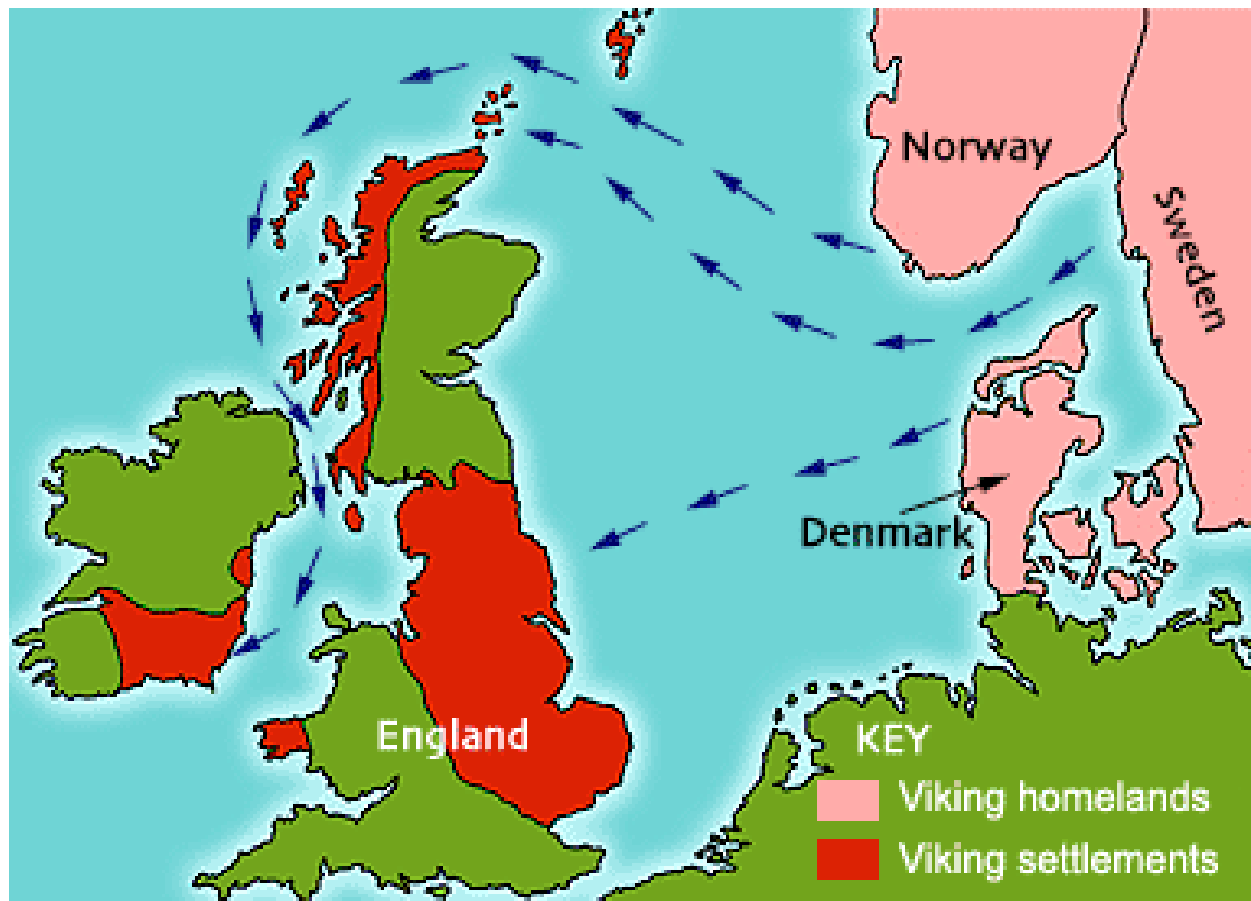 Norway
Sweden
Denmark
England
KEY
Viking homelands
Viking settlements